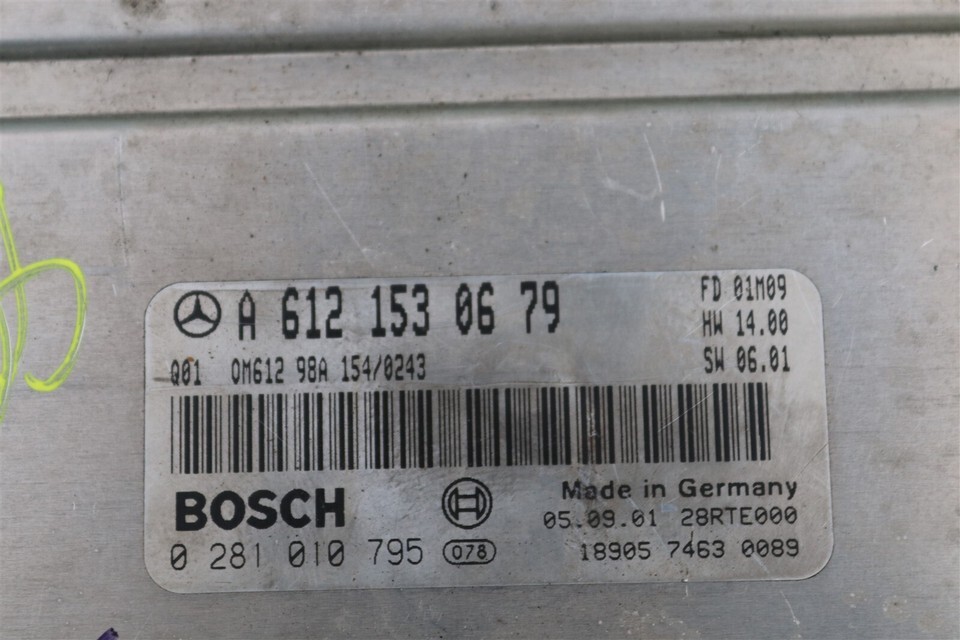 A 612 153 06 79
FD 01M09
HW 14.00
SW 06.01
Q01 OM612 98A 154/0243
BOSCH
Made in Germany
05.09.01 28RTE000
0 281 010 795 078
18905 7463 0089